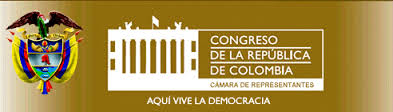 CONGRESO
DE LA REPÚBLICA
DE COLOMBIA
CÁMARA DE REPRESENTANTES
AQUÍ VIVE LA DEMOCRACIA